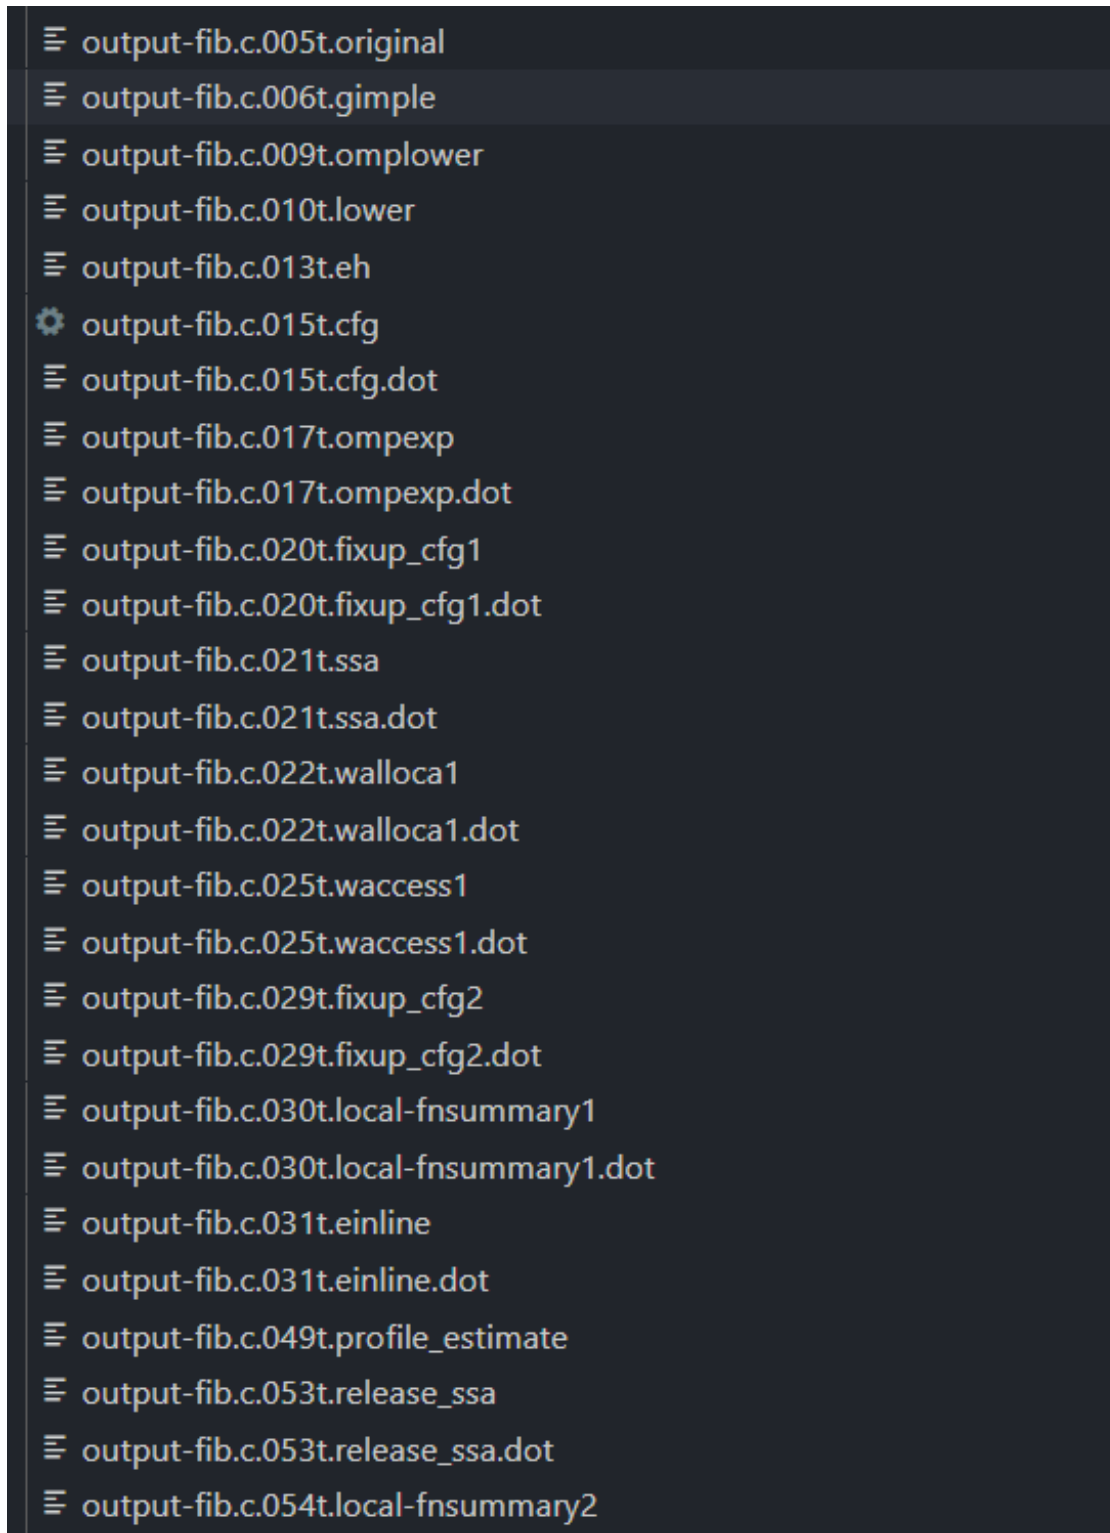 output-fib.c.005t.original
output-fib.c.006t.gimple
output-fib.c.009t.omplower
output-fib.c.010t.lower
output-fib.c.013t.eh
output-fib.c.015t.cfg
output-fib.c.015t.cfg.dot
output-fib.c.017t.ompexp
output-fib.c.017t.ompexp.dot
output-fib.c.020t.fixup_cfg1
output-fib.c.020t.fixup_cfg1.dot
output-fib.c.021t.ssa
output-fib.c.021t.ssa.dot
output-fib.c.022t.walloca1
output-fib.c.022t.walloca1.dot
output-fib.c.025t.waccess1
output-fib.c.025t.waccess1.dot
output-fib.c.029t.fixup_cfg2
output-fib.c.029t.fixup_cfg2.dot
output-fib.c.030t.local-fnsummary1
output-fib.c.030t.local-fnsummary1.dot
output-fib.c.031t.einline
output-fib.c.031t.einline.dot
output-fib.c.049t.profile_estimate
output-fib.c.053t.release_ssa
output-fib.c.053t.release_ssa.dot
output-fib.c.054t.local-fnsummary2